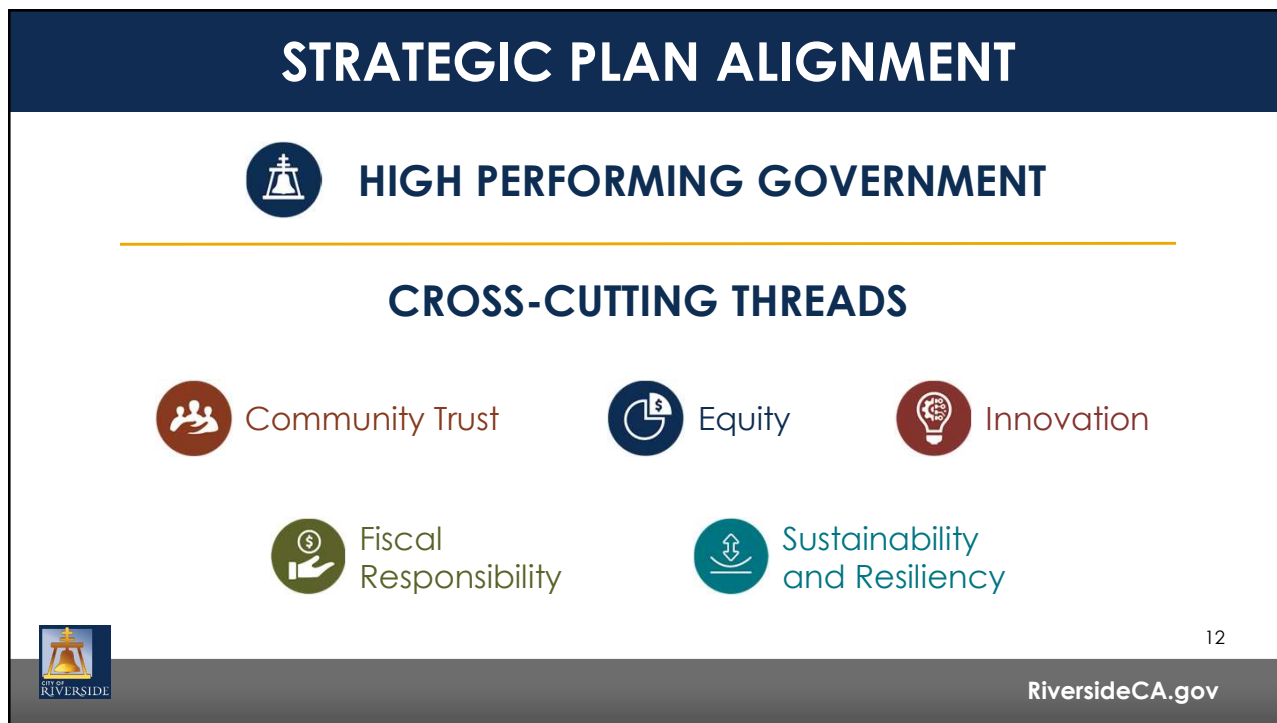 STRATEGIC PLAN ALIGNMENT
HIGH PERFORMING GOVERNMENT
CROSS-CUTTING THREADS
Community Trust
$
Equity
Innovation
$
Fiscal
Responsibility
Sustainability
and Resiliency
12
CITY OF
RIVERSIDE
RiversideCA.gov